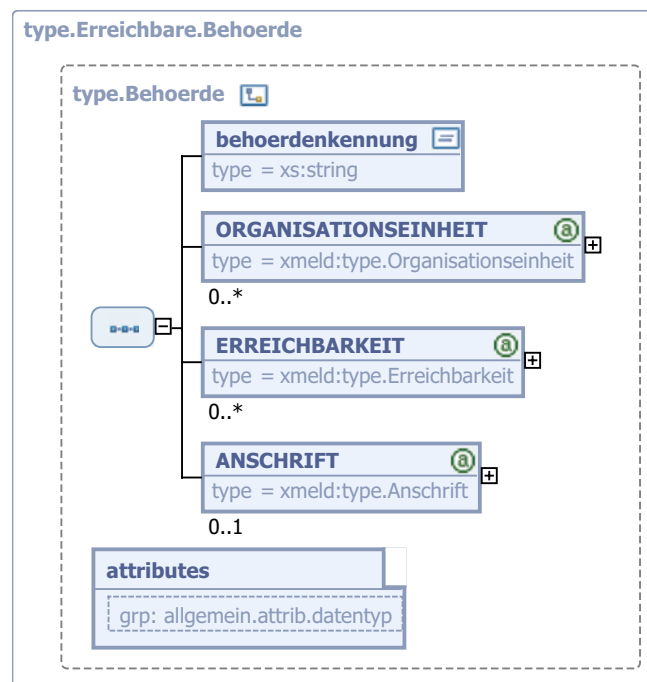 type.Erreichbare.Behoerde
type.Behoerde
behoerdenkennung
type = xs:string
ORGANISATIONSEINHEIT
type = xmeld:type.Organisationseinheit
0..*
ERREICHBARKEIT
type = xmeld:type.Erreichbarkeit
0..*
ANSCHRIFT
type = xmeld:type.Anschrift
0..1
attributes
grp: allgemein.attrib.datentyp